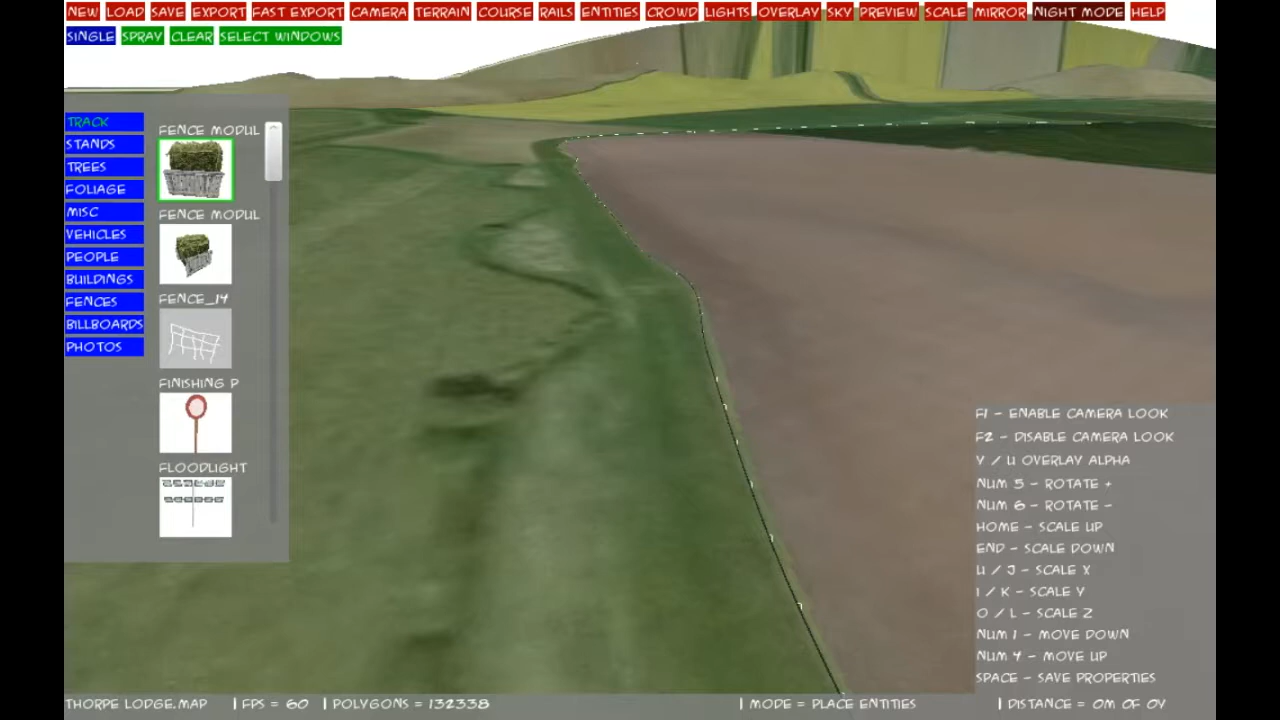 NEW LOAD SAVE EXPORT FAST EXPORT CAMERA TERRAIN COURSE RAILS ENTITIES CROWD LIGHTS OVERLAY SKY PREVIEW SCALE MIRROR NIGHT MODE HELP
SINGLE SPRAY CLEAR SELECT WINDOWS
TRACK
STANDS
TREES
FOLIAGE
MISC
VEHICLES
PEOPLE
BUILDINGS
FENCES
BILLBOARDS
PHOTOS
FENCE MODUL
FENCE MODUL
FENCE_14
FINISHING P
FLOODLIGHT
F1 - ENABLE CAMERA LOOK
F2 - DISABLE CAMERA LOOK
Y / U OVERLAY ALPHA
NUM 5 - ROTATE +
NUM 6 - ROTATE -
HOME - SCALE UP
END - SCALE DOWN
U / J - SCALE X
I / K - SCALE Y
O / L - SCALE Z
NUM 1 - MOVE DOWN
NUM 4 - MOVE UP
SPACE - SAVE PROPERTIES
THORPE LODGE.MAP | FPS = 60 | POLYGONS = 132338 | MODE = PLACE ENTITIES | DISTANCE = 0M OF 0Y